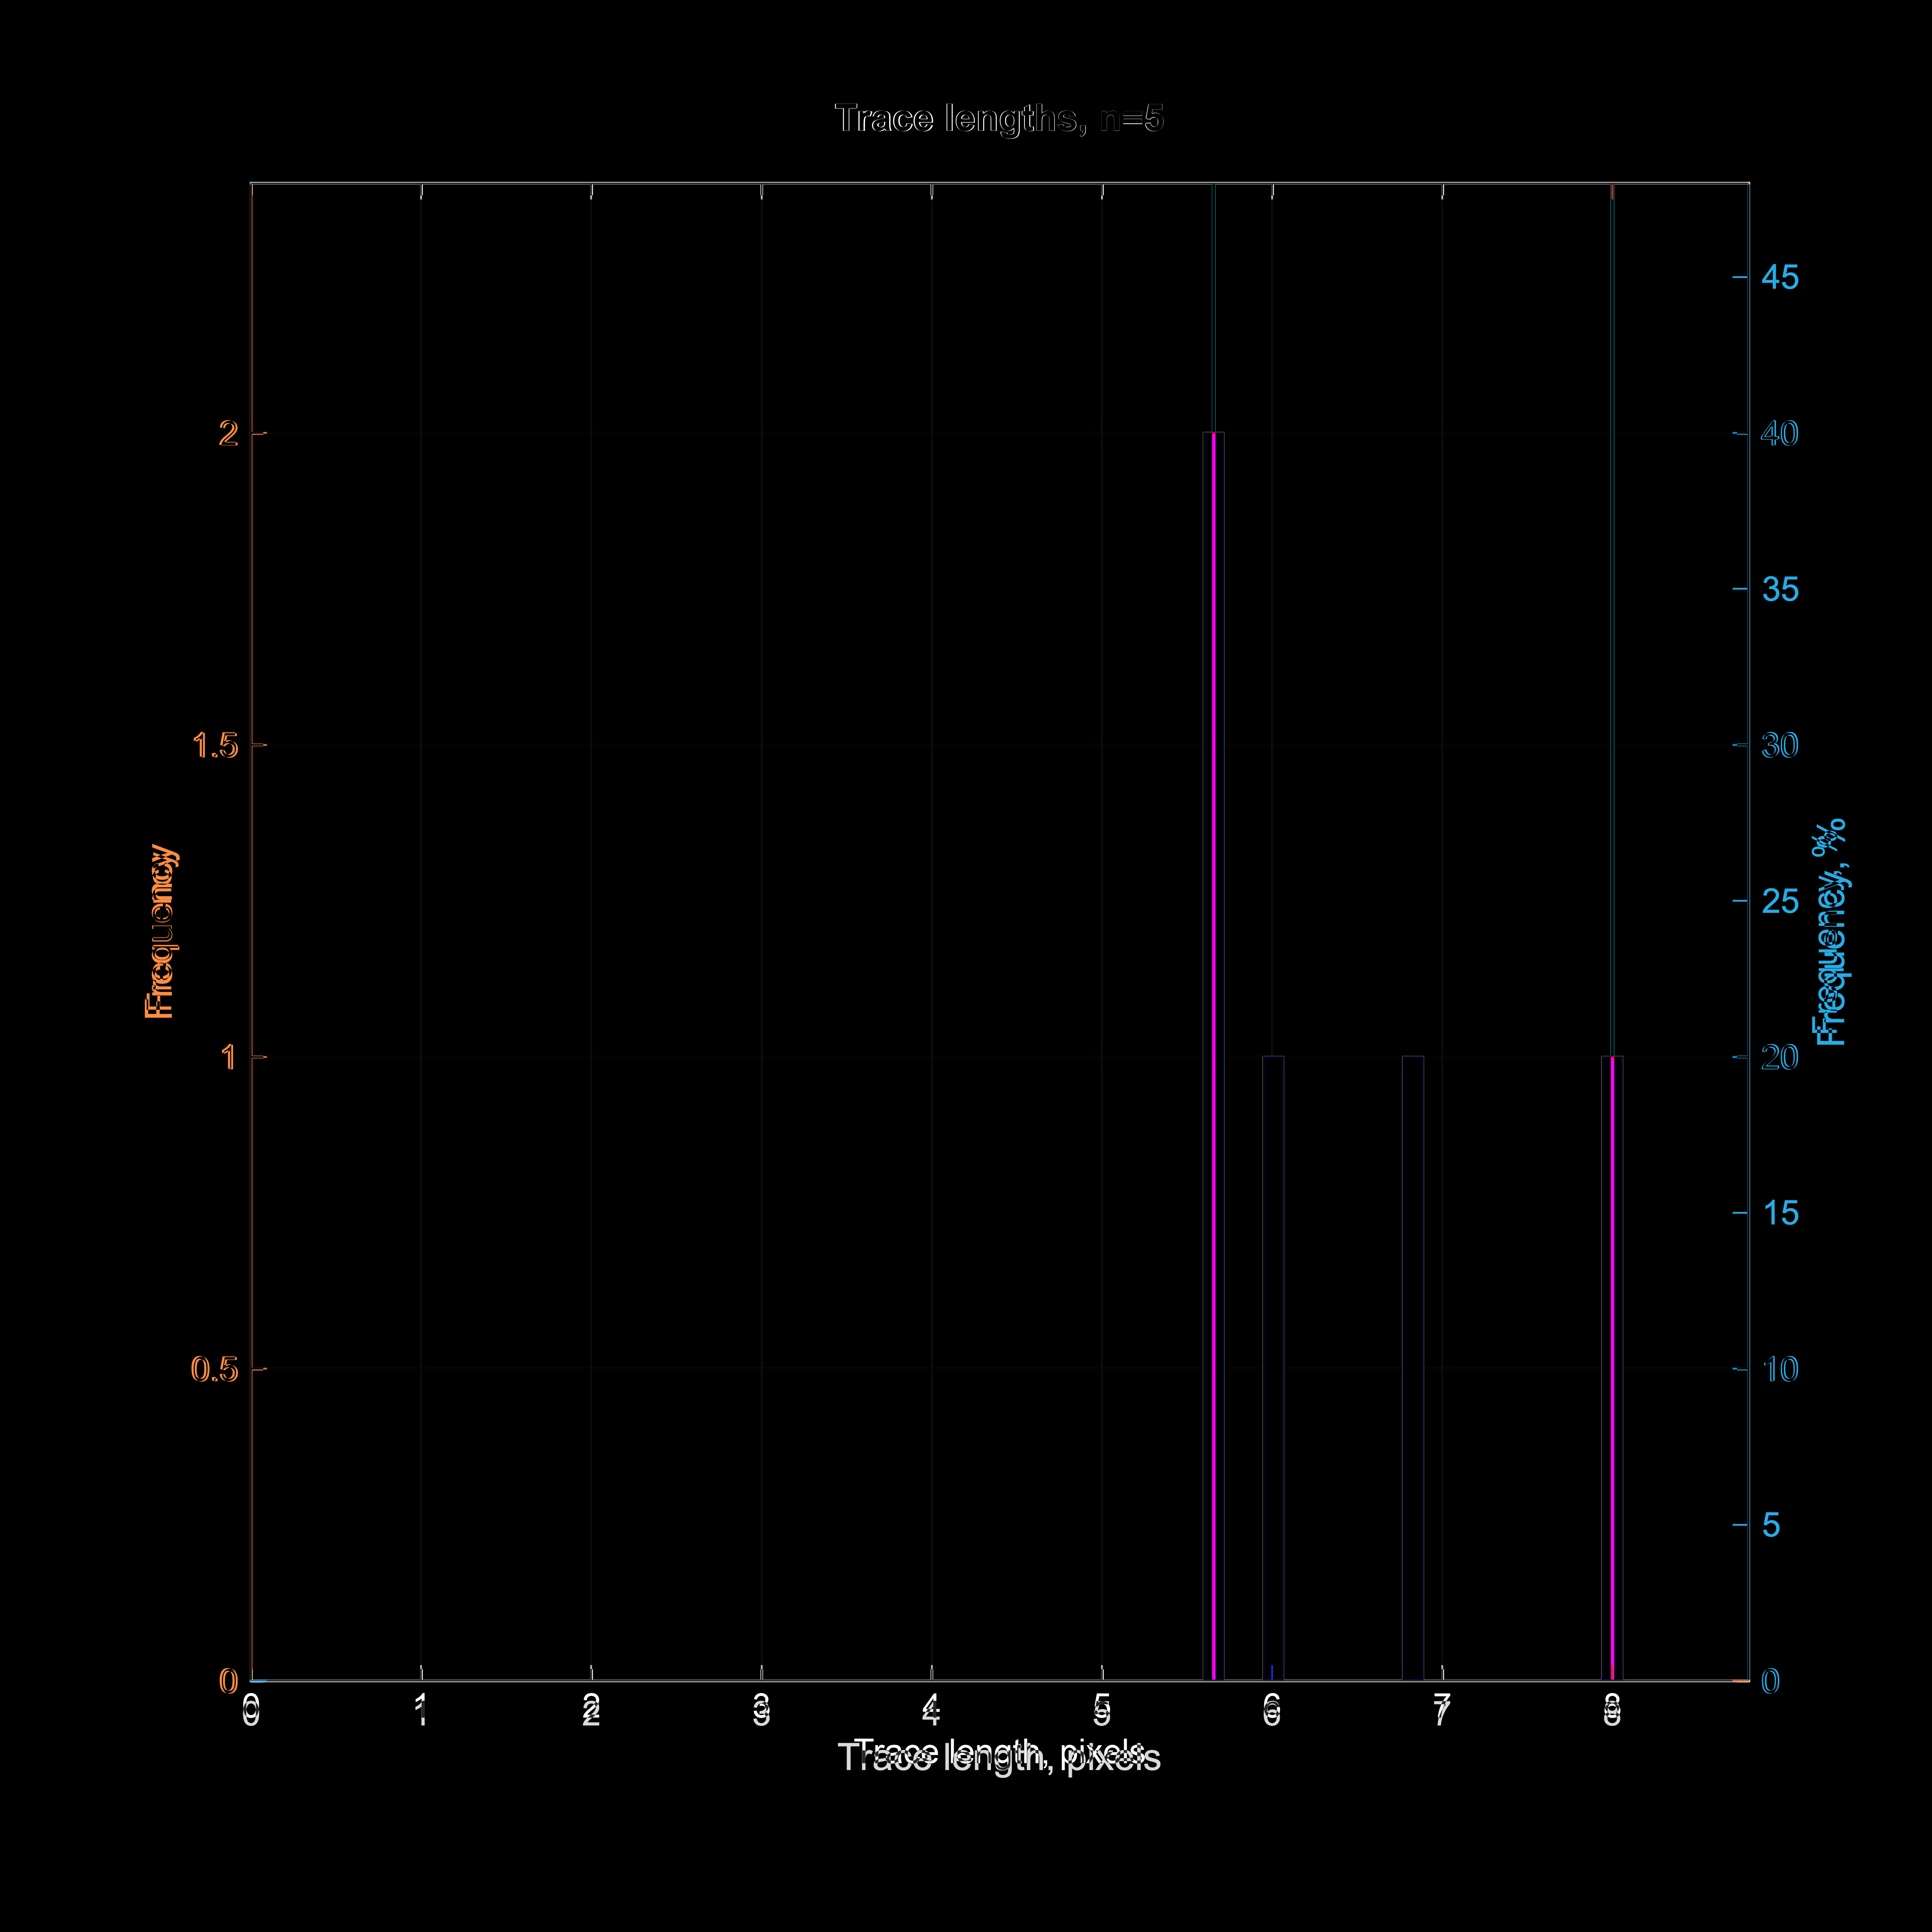 Trace lengths, n=5
45
2 40
35
1.5 30
25
Frequency
Frequency, %
1 20
15
0.5 10
5
0 0
0 1 2 3 4 5 6 7 8
Trace length, pixels